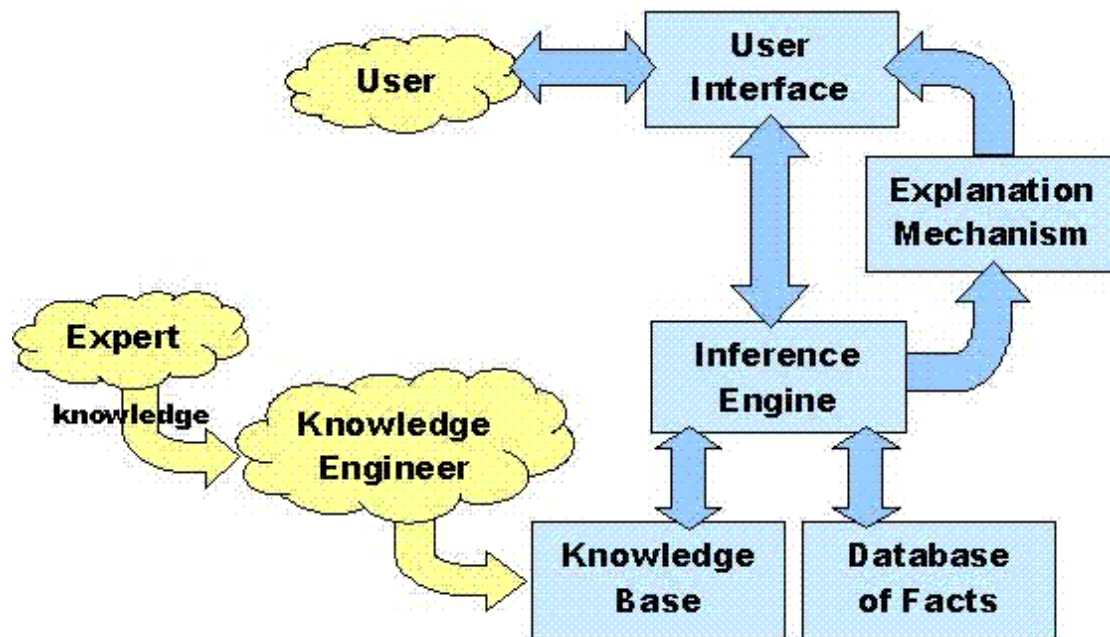 User
User
Interface
Explanation
Mechanism
Expert
knowledge
Inference
Engine
Knowledge
Engineer
Knowledge
Base
Database
of Facts